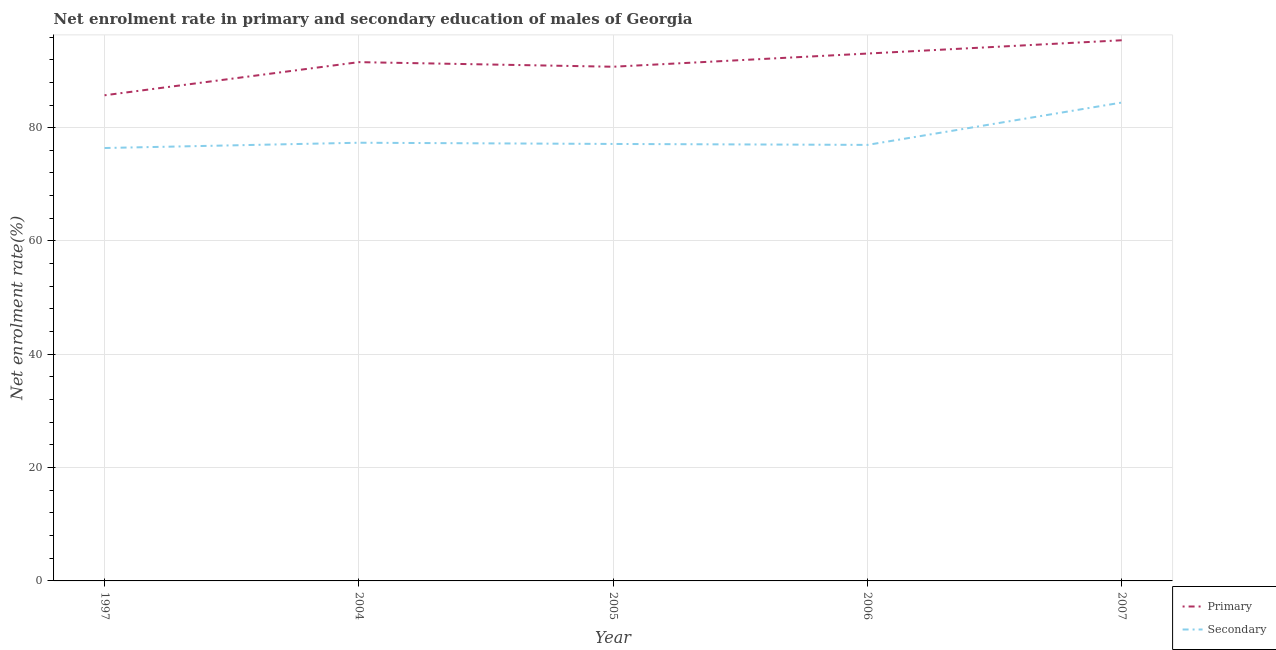 Net enrolment rate in primary and secondary education of males of Georgia
Net enrolment rate(%)
80
60
40
20
0
1997
2004
2005
2006
2007
Year
Primary
Secondary